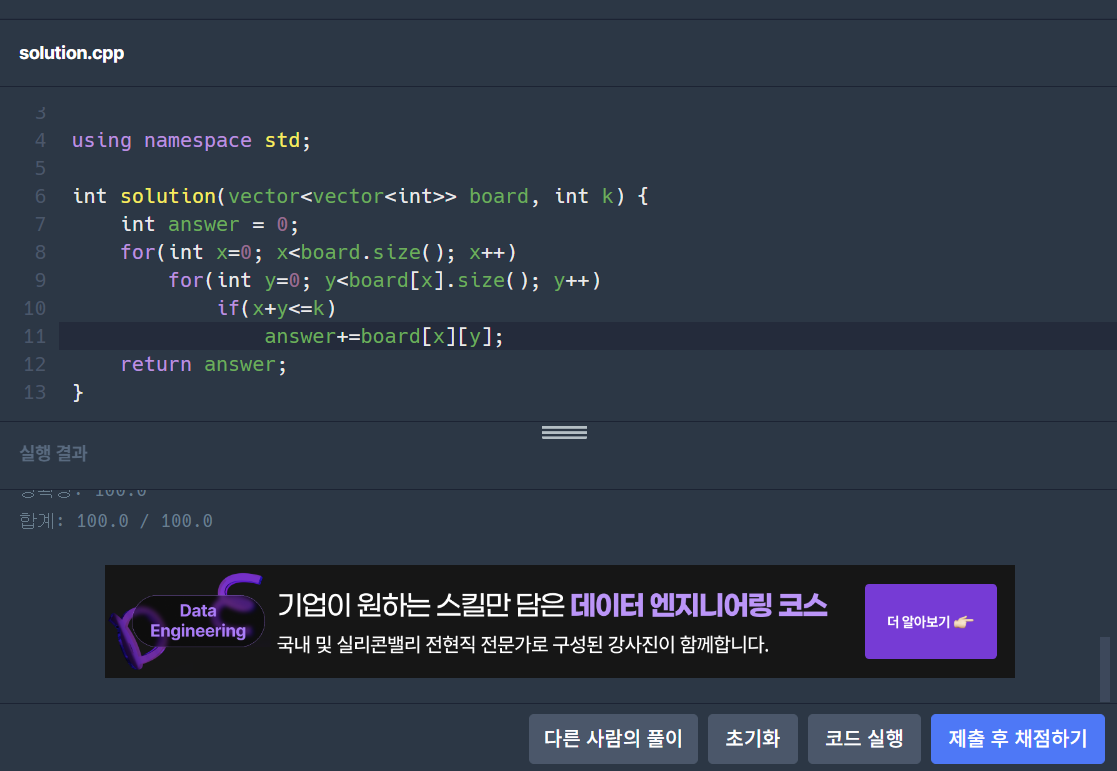 solution.cpp
3
4 using namespace std;
5
6 int solution(vector<vector<int>> board, int k) {
7     int answer = 0;
8     for(int x=0; x<board.size(); x++)
9         for(int y=0; y<board[x].size(); y++)
10             if(x+y<=k)
11                 answer+=board[x][y];
12     return answer;
13 }
실행 결과
정확성: 100.0
합계: 100.0 / 100.0
Data
Engineering
기업이 원하는 스킬만 담은 데이터 엔지니어링 코스
국내 및 실리콘밸리 전현직 전문가로 구성된 강사진이 함께합니다.
더 알아보기 👉🏻
다른 사람의 풀이 초기화 코드 실행 제출 후 채점하기